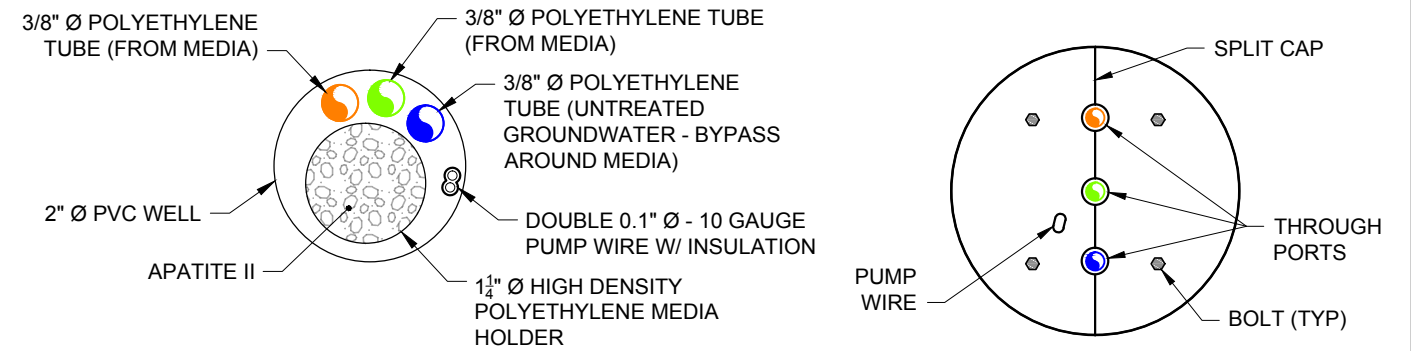 3/8" Ø POLYETHYLENE
TUBE (FROM MEDIA)
3/8" Ø POLYETHYLENE TUBE
(FROM MEDIA)
3/8" Ø POLYETHYLENE
TUBE (UNTREATED
GROUNDWATER - BYPASS
AROUND MEDIA)
2" Ø PVC WELL
DOUBLE 0.1" Ø - 10 GAUGE
PUMP WIRE W/ INSULATION
APATITE II
1¼" Ø HIGH DENSITY
POLYETHYLENE MEDIA
HOLDER
SPLIT CAP
THROUGH
PORTS
PUMP
WIRE
BOLT (TYP)